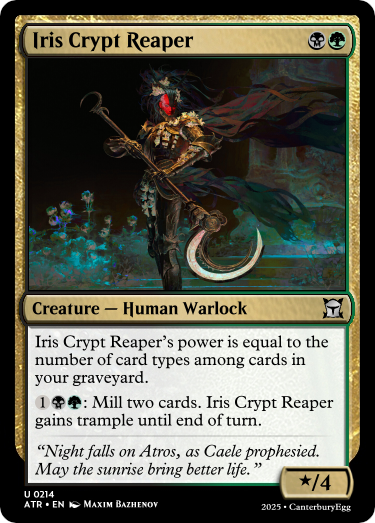 Iris Crypt Reaper
Creature — Human Warlock
Iris Crypt Reaper's power is equal to the
number of card types among cards in
your graveyard.
1: Mill two cards. Iris Crypt Reaper
gains trample until end of turn.
"Night falls on Atros, as Caele prophesied.
May the sunrise bring better life."
★/4
U 0214
ATR • EN Maxim Bazhenov
2025 • CanterburyEgg